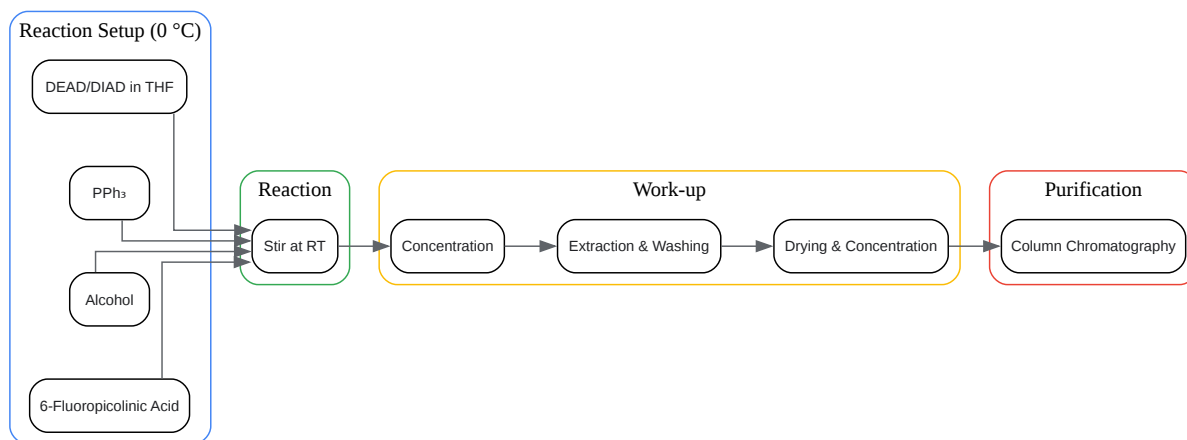 Reaction Setup (0 °C)
DEAD/DIAD in THF
PPh₃
Alcohol
6-Fluoropicolinic Acid
Reaction
Stir at RT
Work-up
Concentration
Extraction & Washing
Drying & Concentration
Purification
Column Chromatography